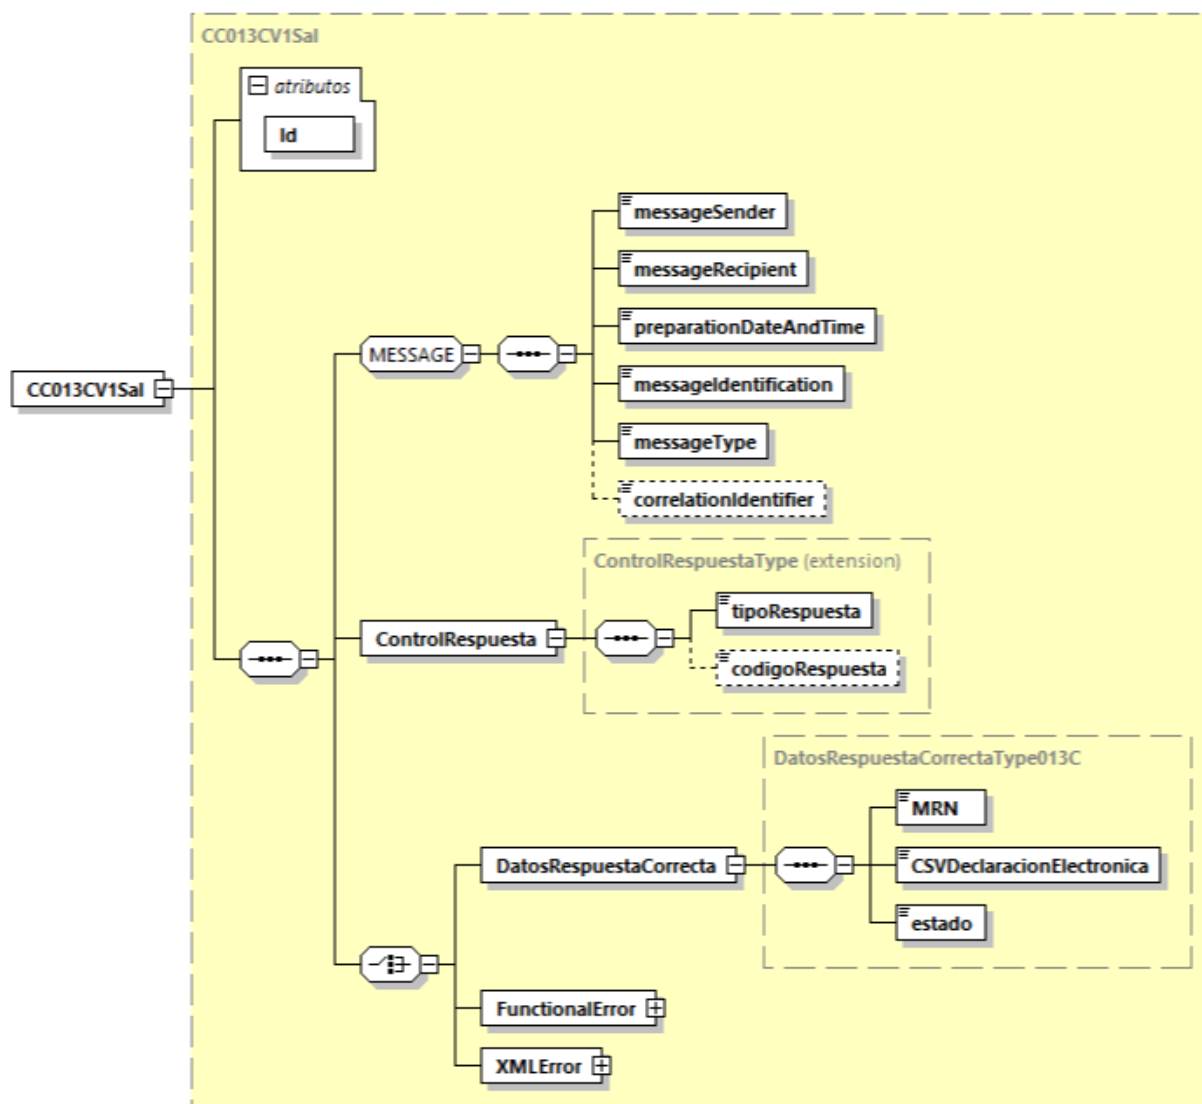 CC013CV1Sal
atributos
Id
messageSender
messageRecipient
preparationDateAndTime
MESSAGE
messageIdentification
CC013CV1Sal
messageType
correlationIdentifier
ControlRespuestaType (extension)
tipoRespuesta
ControlRespuesta
codigoRespuesta
DatosRespuestaCorrectaType013C
MRN
DatosRespuestaCorrecta
CSVDeclaracionElectronica
estado
FunctionalError
XMLError